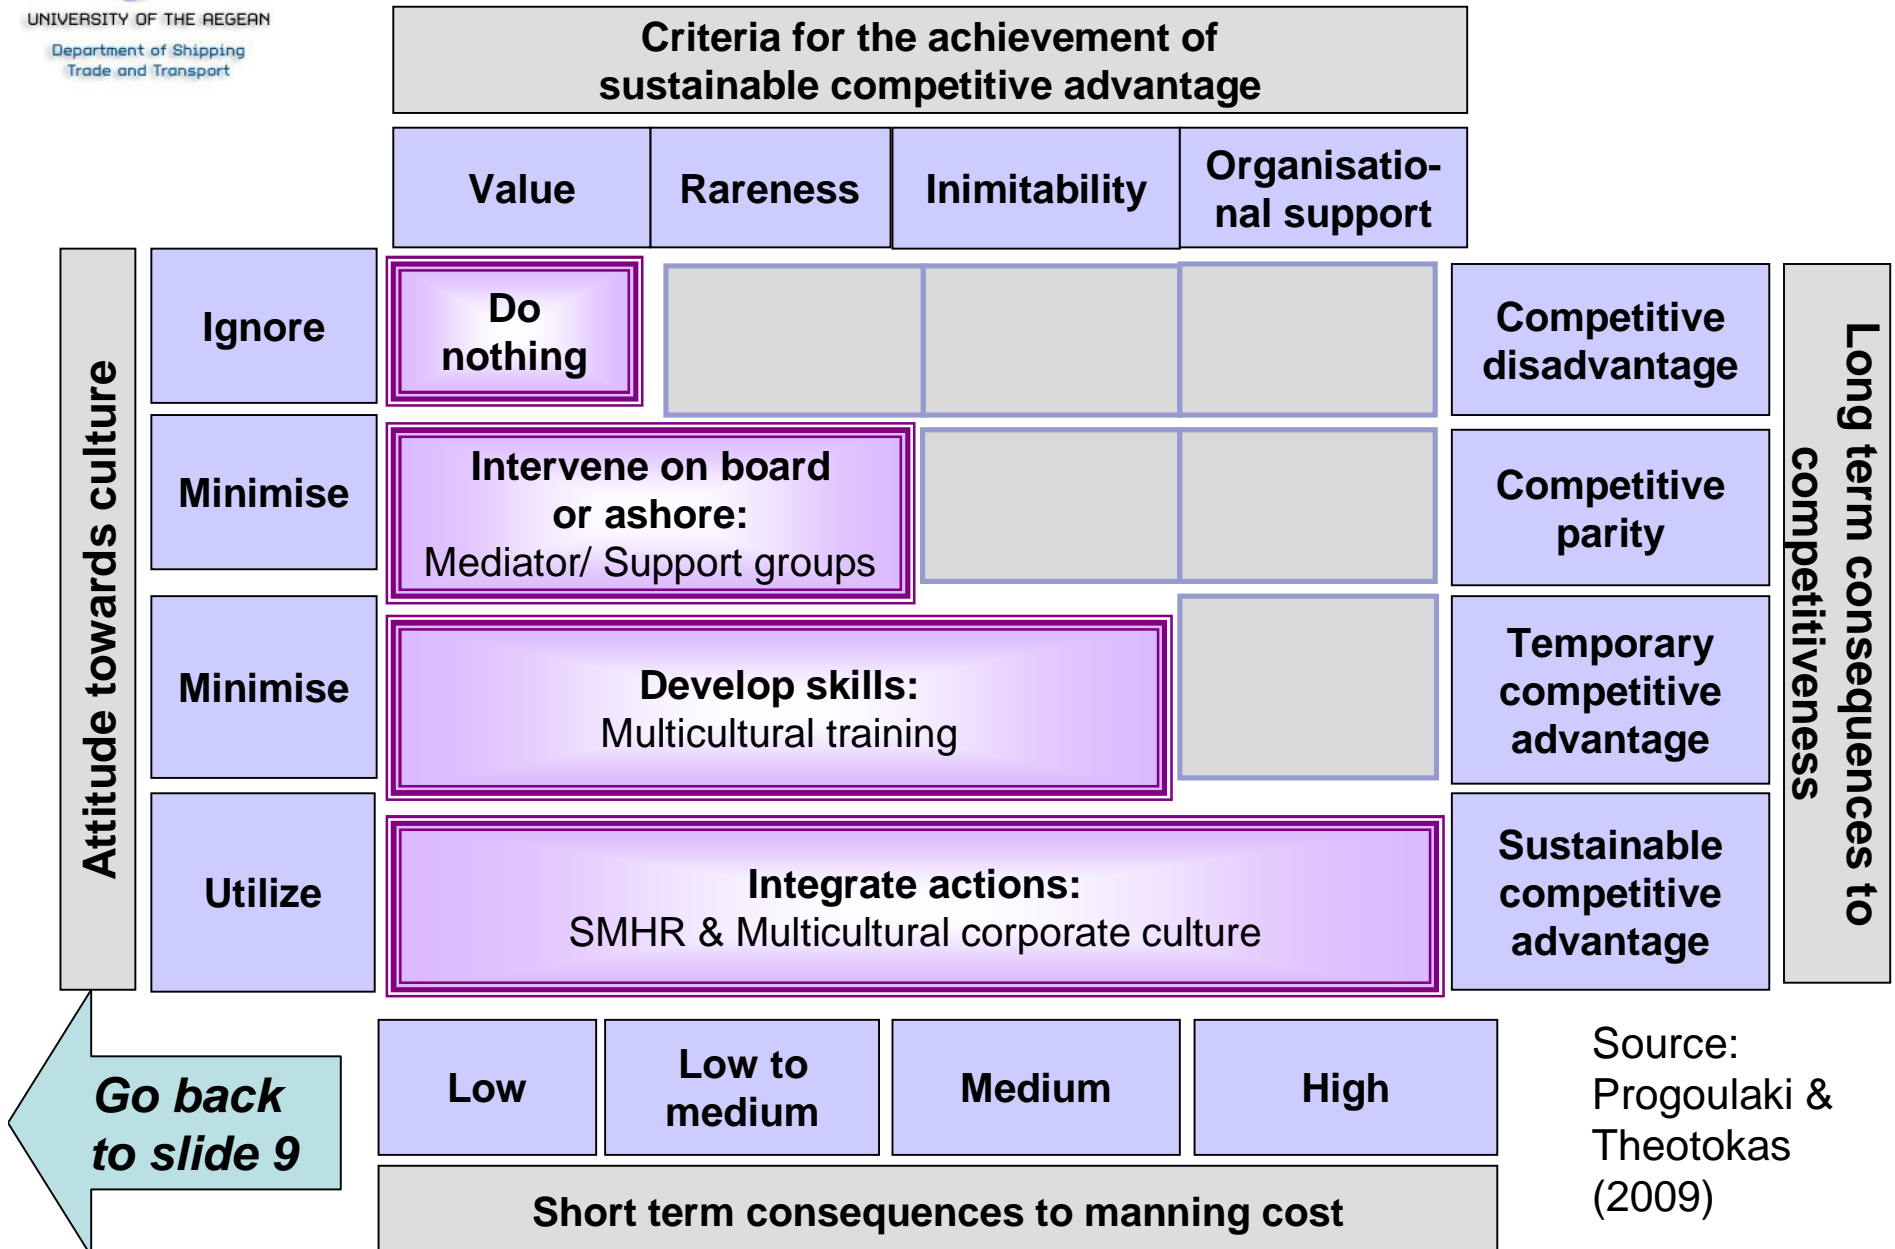 UNIVERSITY OF THE AEGEAN
Department of Shipping
Trade and Transport
Criteria for the achievement of
sustainable competitive advantage
Value
Rareness
Inimitability
Organisatio-
nal support
Attitude towards culture
Ignore
Do
nothing
Competitive
disadvantage
Minimise
Intervene on board
or ashore:
Mediator/ Support groups
Competitive
parity
Minimise
Develop skills:
Multicultural training
Temporary
competitive
advantage
Utilize
Integrate actions:
SMHR & Multicultural corporate culture
Sustainable
competitive
advantage
Long term consequences to
competitiveness
Go back
to slide 9
Low
Low to
medium
Medium
High
Short term consequences to manning cost
Source:
Progoulaki &
Theotokas
(2009)